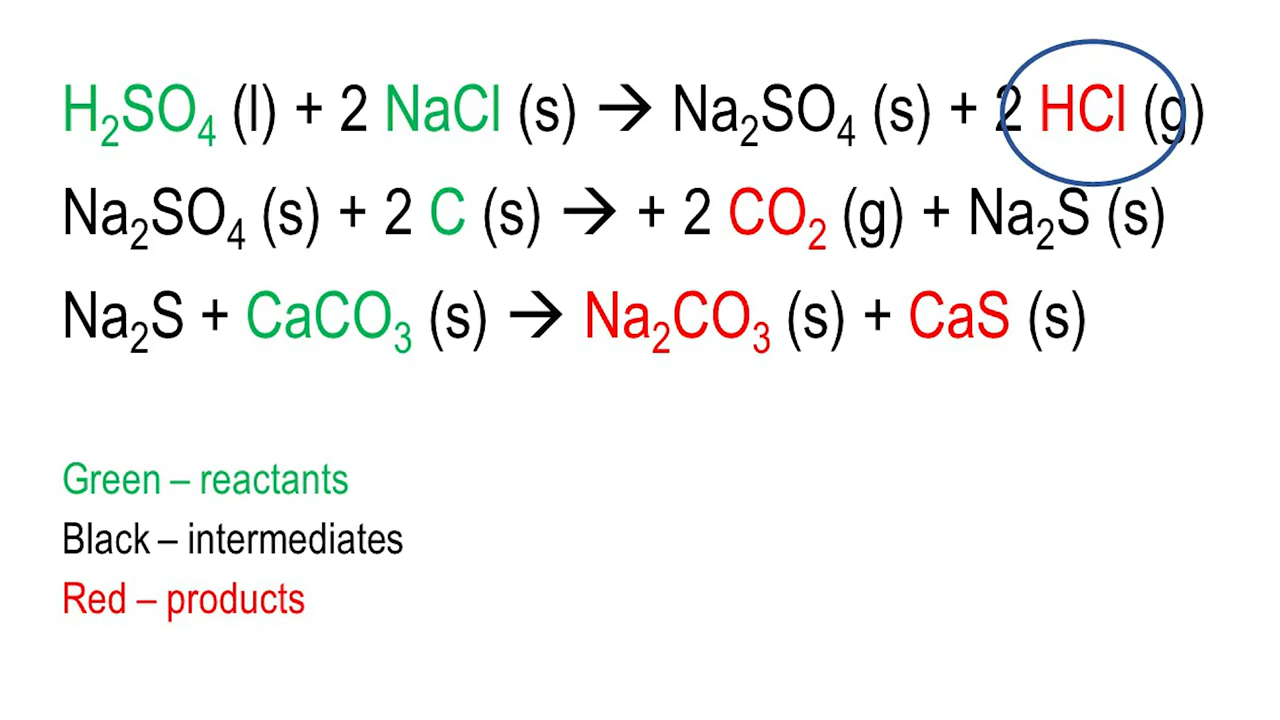 H₂SO₄ (l) + 2 NaCl (s) → Na₂SO₄ (s) + 2 HCl (g)
Na₂SO₄ (s) + 2 C (s) → + 2 CO₂ (g) + Na₂S (s)
Na₂S + CaCO₃ (s) → Na₂CO₃ (s) + CaS (s)
Green – reactants
Black – intermediates
Red – products